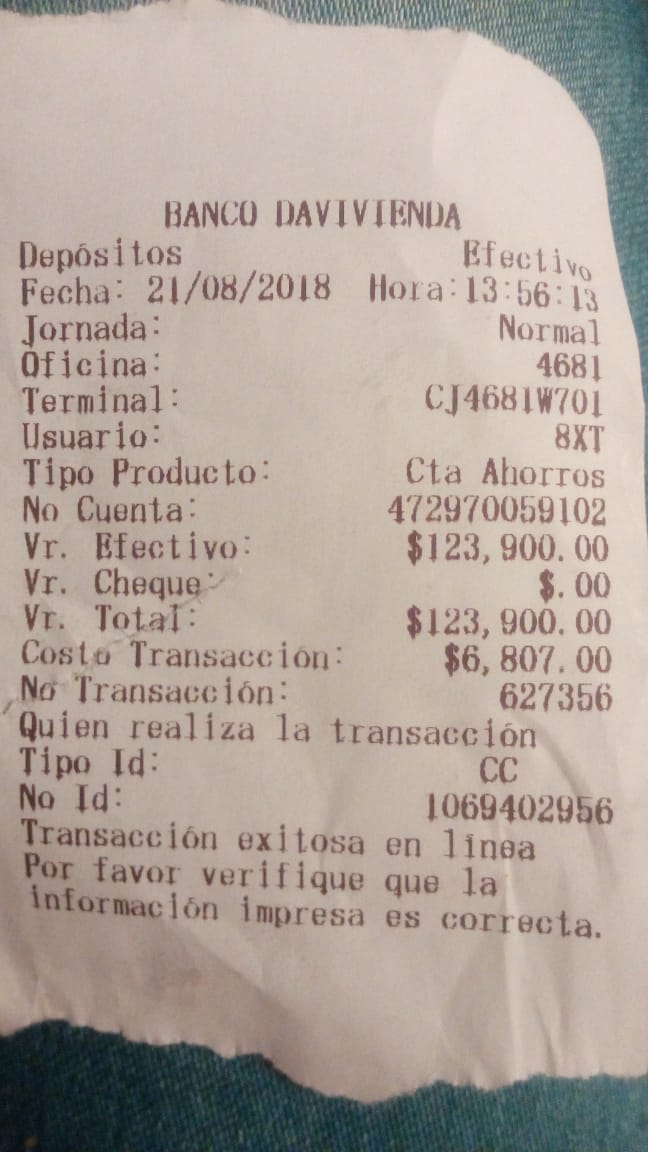 BANCO DAVIVIENDA
Depósitos Efectivo
Fecha: 21/08/2018 Hora:13:56:13
Jornada: Normal
Oficina: 4681
Terminal: CJ4681W701
Usuario: 8XT
Tipo Producto: Cta Ahorros
No Cuenta: 472970059102
Vr. Efectivo: $123,900.00
Vr. Cheque: $.00
Vr. Total: $123,900.00
Costo Transacción: $6,807.00
No Transacción: 627356
Quien realiza la transacción
Tipo Id: CC
No Id: 1069402956
Transacción exitosa en línea
Por favor verifique que la
información impresa es correcta.